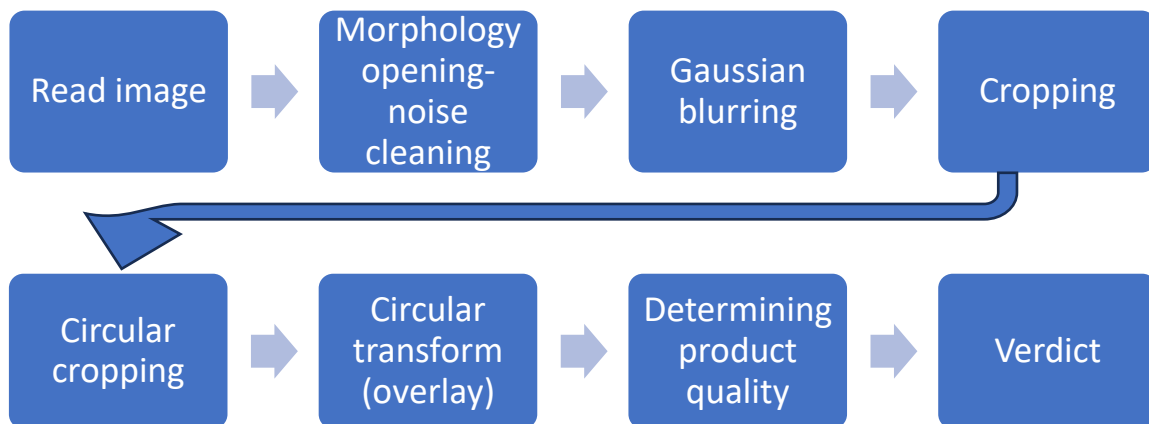 Read image
Morphology
opening-
noise
cleaning
Gaussian
blurring
Cropping
Circular
cropping
Circular
transform
(overlay)
Determining
product
quality
Verdict